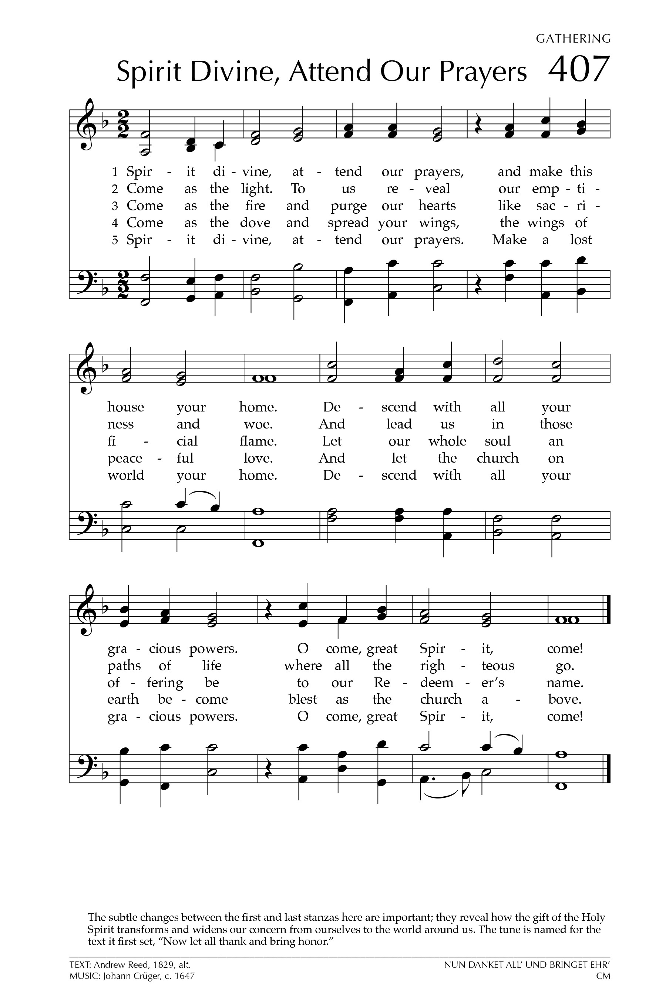 GATHERING
Spirit Divine, Attend Our Prayers 407
1 Spir - it di - vine, at - tend our prayers, and make this
2 Come as the light. To us re - veal our emp - ti -
3 Come as the fire and purge our hearts like sac - ri -
4 Come as the dove and spread your wings, the wings of
5 Spir - it di - vine, at - tend our prayers. Make a lost
house your home. De - scend with all your
ness and woe. And lead us in those
fi - cial flame. Let our whole soul an
peace - ful love. And let the church on
world your home. De - scend with all your
gra - cious powers. O come, great Spir - it, come!
paths of life where all the righ - teous go.
of - fering be to our Re - deem - er’s name.
earth be - come blest as the church a - bove.
gra - cious powers. O come, great Spir - it, come!
The subtle changes between the first and last stanzas here are important; they reveal how the gift of the Holy
Spirit transforms and widens our concern from ourselves to the world around us. The tune is named for the
text it first set, “Now let all thank and bring honor.”
TEXT: Andrew Reed, 1829, alt. NUN DANKET ALL’ UND BRINGET EHR’
MUSIC: Johann Crüger, c. 1647 CM